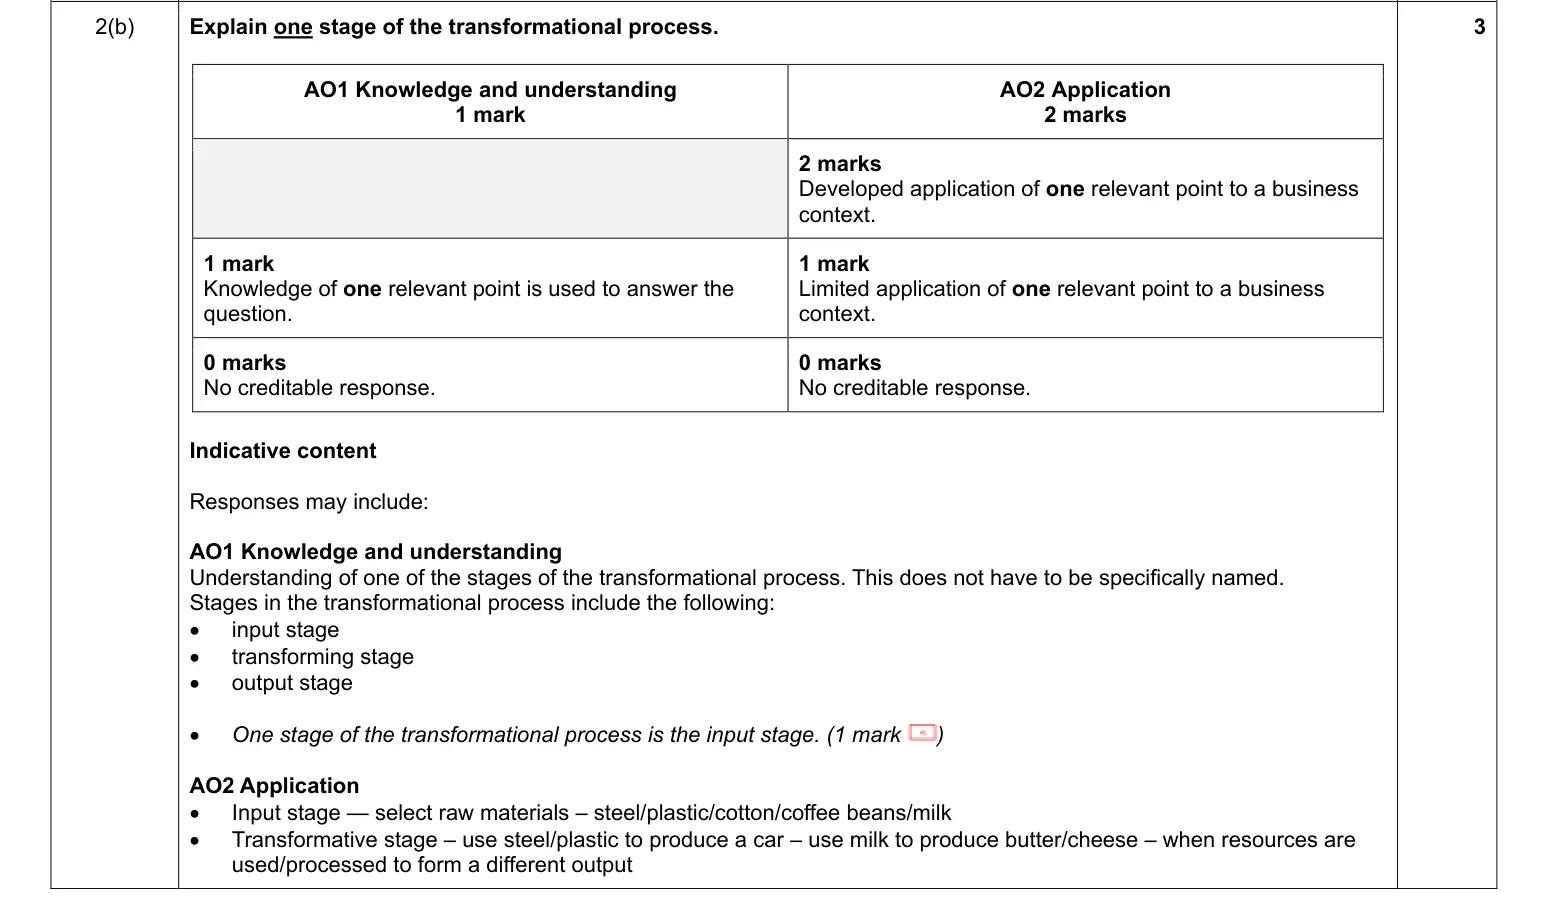 2(b)
Explain one stage of the transformational process.
3
AO1 Knowledge and understanding
1 mark
AO2 Application
2 marks
2 marks
Developed application of one relevant point to a business
context.
1 mark
Knowledge of one relevant point is used to answer the
question.
1 mark
Limited application of one relevant point to a business
context.
0 marks
No creditable response.
0 marks
No creditable response.
Indicative content
Responses may include:
AO1 Knowledge and understanding
Understanding of one of the stages of the transformational process. This does not have to be specifically named.
Stages in the transformational process include the following:
• input stage
• transforming stage
• output stage
• One stage of the transformational process is the input stage. (1 mark )
AO2 Application
• Input stage — select raw materials – steel/plastic/cotton/coffee beans/milk
• Transformative stage – use steel/plastic to produce a car – use milk to produce butter/cheese – when resources are
used/processed to form a different output